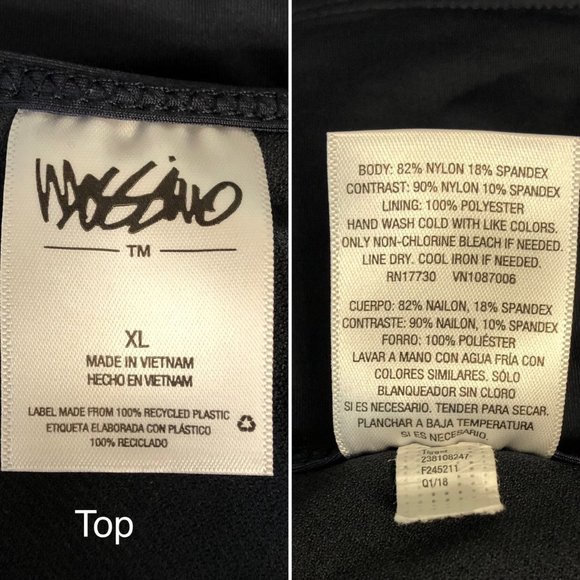 Mossimo
TM
XL
MADE IN VIETNAM
HECHO EN VIETNAM
LABEL MADE FROM 100% RECYCLED PLASTIC
ETIQUETA ELABORADA CON PLÁSTICO
100% RECICLADO
Top
BODY: 82% NYLON 18% SPANDEX
CONTRAST: 90% NYLON 10% SPANDEX
LINING: 100% POLYESTER
HAND WASH COLD WITH LIKE COLORS.
ONLY NON-CHLORINE BLEACH IF NEEDED.
LINE DRY. COOL IRON IF NEEDED.
RN17730 VN1087006
CUERPO: 82% NAILON, 18% SPANDEX
CONTRASTE: 90% NAILON, 10% SPANDEX
FORRO: 100% POLIÉSTER
LAVAR A MANO CON AGUA FRÍA CON
COLORES SIMILARES. SÓLO
BLANQUEADOR SIN CLORO
SI ES NECESARIO. TENDER PARA SECAR.
PLANCHAR A BAJA TEMPERATURA
SI ES NECESARIO.
238108247
F245211
Q1/18